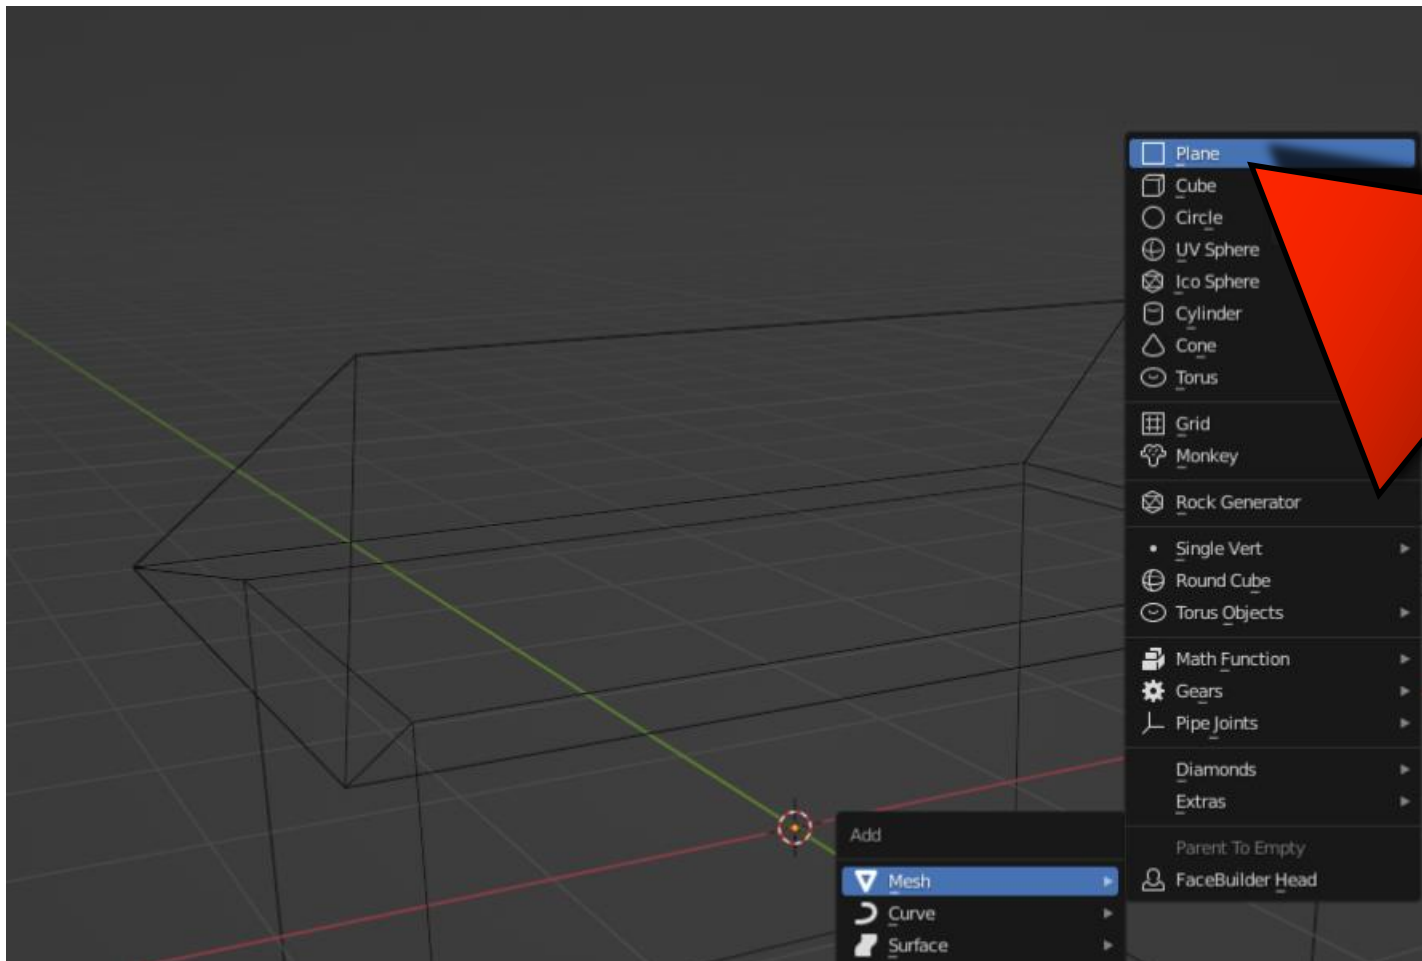 Plane
Cube
Circle
UV Sphere
Ico Sphere
Cylinder
Cone
Torus
Grid
Monkey
Rock Generator
Single Vert
Round Cube
Torus Objects
Math Function
Gears
Pipe Joints
Diamonds
Extras
Parent To Empty
FaceBuilder Head
Add
Mesh
Curve
Surface